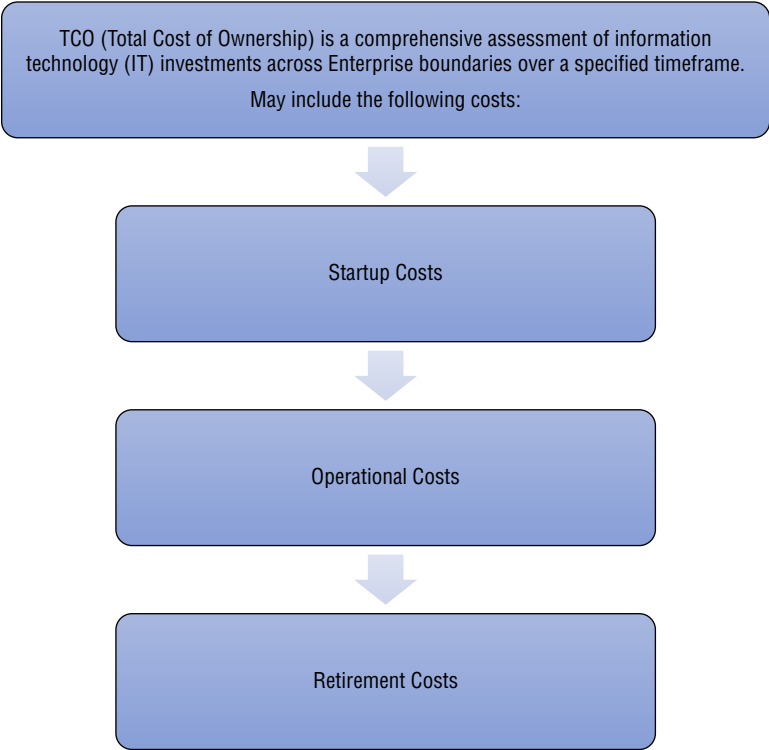 TCO (Total Cost of Ownership) is a comprehensive assessment of information
technology (IT) investments across Enterprise boundaries over a specified timeframe.
May include the following costs:
Startup Costs
Operational Costs
Retirement Costs